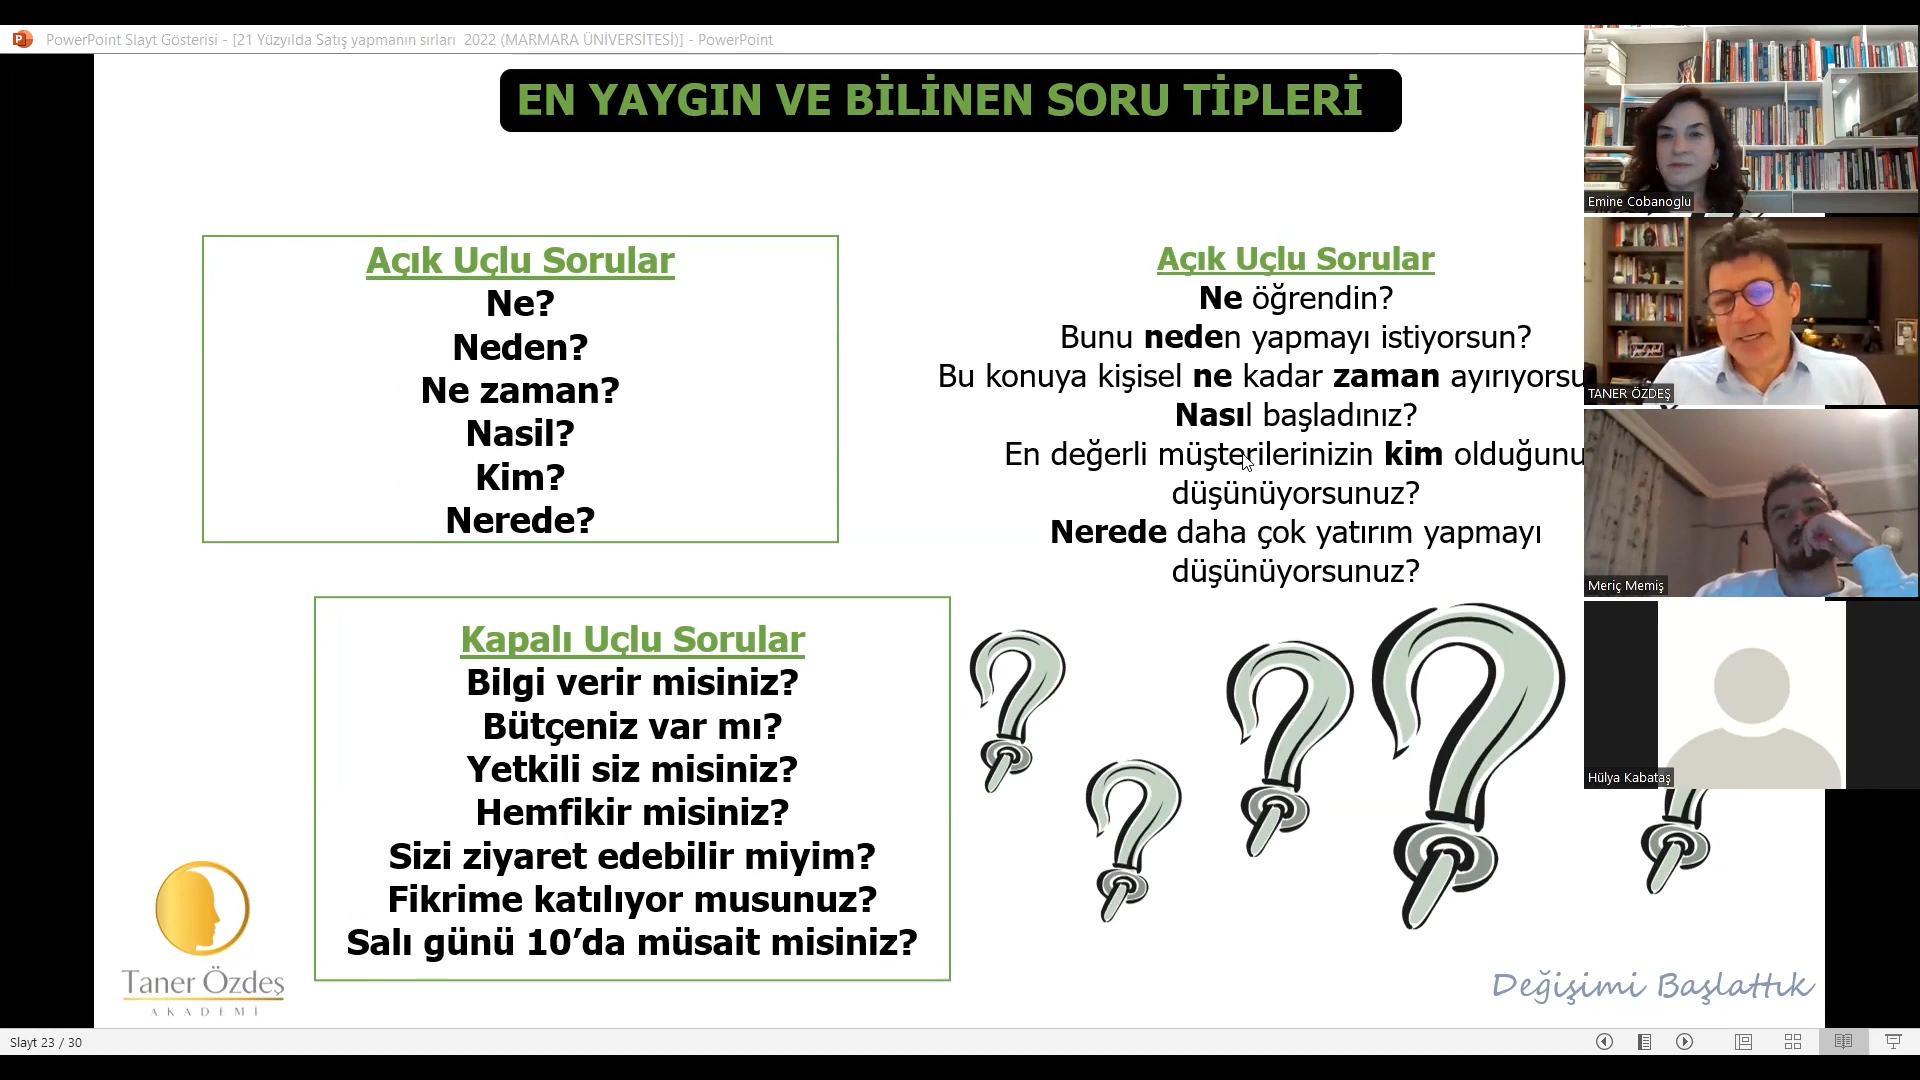 PowerPoint Slayt Gösterisi - [21 Yüzyılda Satış yapmanın sırları 2022 (MARMARA ÜNİVERSİTESİ)] - PowerPoint
EN YAYGIN VE BİLİNEN SORU TİPLERİ
Açık Uçlu Sorular
Ne?
Neden?
Ne zaman?
Nasil?
Kim?
Nerede?
Açık Uçlu Sorular
Ne öğrendin?
Bunu neden yapmayı istiyorsun?
Bu konuya kişisel ne kadar zaman ayırıyorsu
Nasıl başladınız?
En değerli müşterilerinizin kim olduğunu
düşünüyorsunuz?
Nerede daha çok yatırım yapmayı
düşünüyorsunuz?
Kapalı Uçlu Sorular
Bilgi verir misiniz?
Bütçeniz var mı?
Yetkili siz misiniz?
Hemfikir misiniz?
Sizi ziyaret edebilir miyim?
Fikrime katılıyor musunuz?
Salı günü 10’da müsait misiniz?
Taner Özdeş
AKADEMİ
Değişimi Başlattık
Emine Cobanoglu
TANER ÖZDEŞ
Meriç Memiş
Hülya Kabataş
Slayt 23 / 30